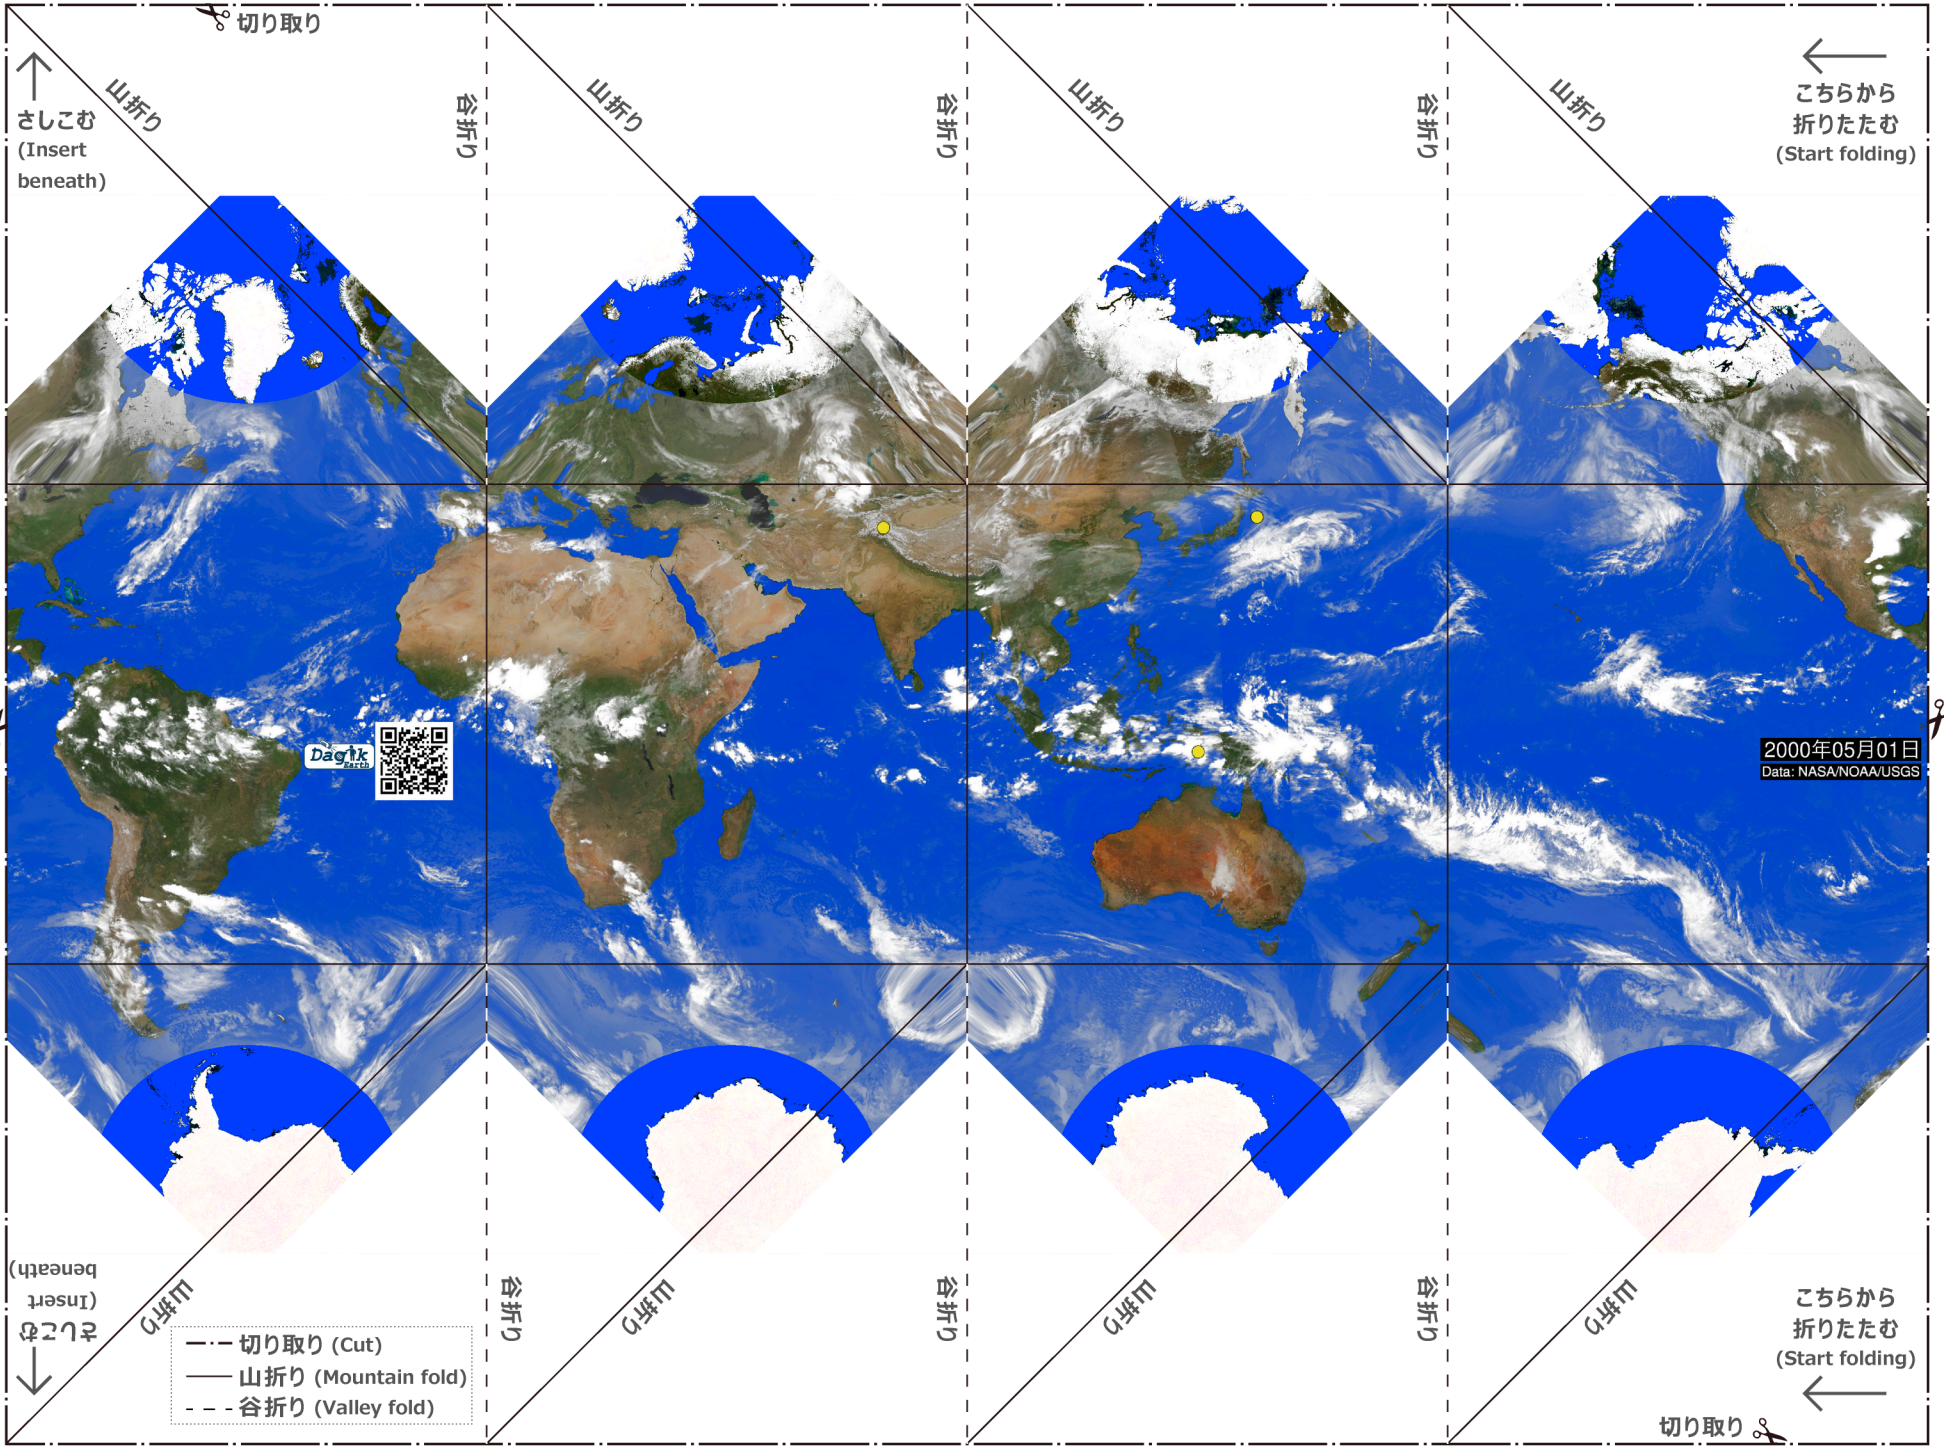 切り取り
山折り
谷折り
山折り
谷折り
山折り
谷折り
山折り
さしこむ
(Insert
beneath)
こちらから
折りたたむ
(Start folding)
Dagik
Earth
2000年05月01日
Data: NASA/NOAA/USGS
さしこむ
(Insert
beneath)
山折り
谷折り
山折り
谷折り
山折り
谷折り
山折り
切り取り (Cut)
山折り (Mountain fold)
谷折り (Valley fold)
こちらから
折りたたむ
(Start folding)
切り取り